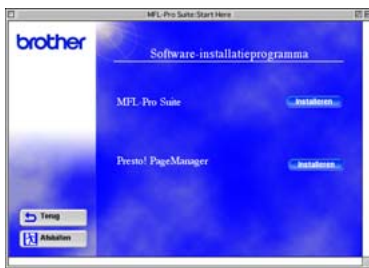 MFL-Pro Suite:Start Here
brother
Software-installatieprogramma
MFL-Pro Suite
Installeren
Presto! PageManager
Installeren
Terug
Afsluiten